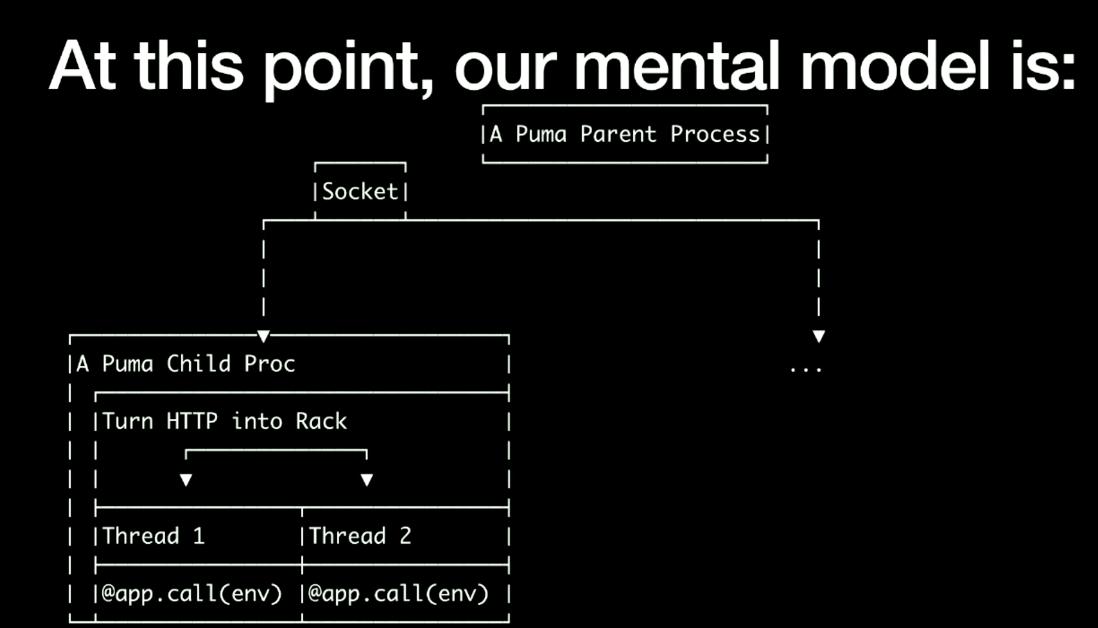 At this point, our mental model is:
A Puma Parent Process
Socket
A Puma Child Proc
...
Turn HTTP into Rack
Thread 1
Thread 2
@app.call(env)
@app.call(env)